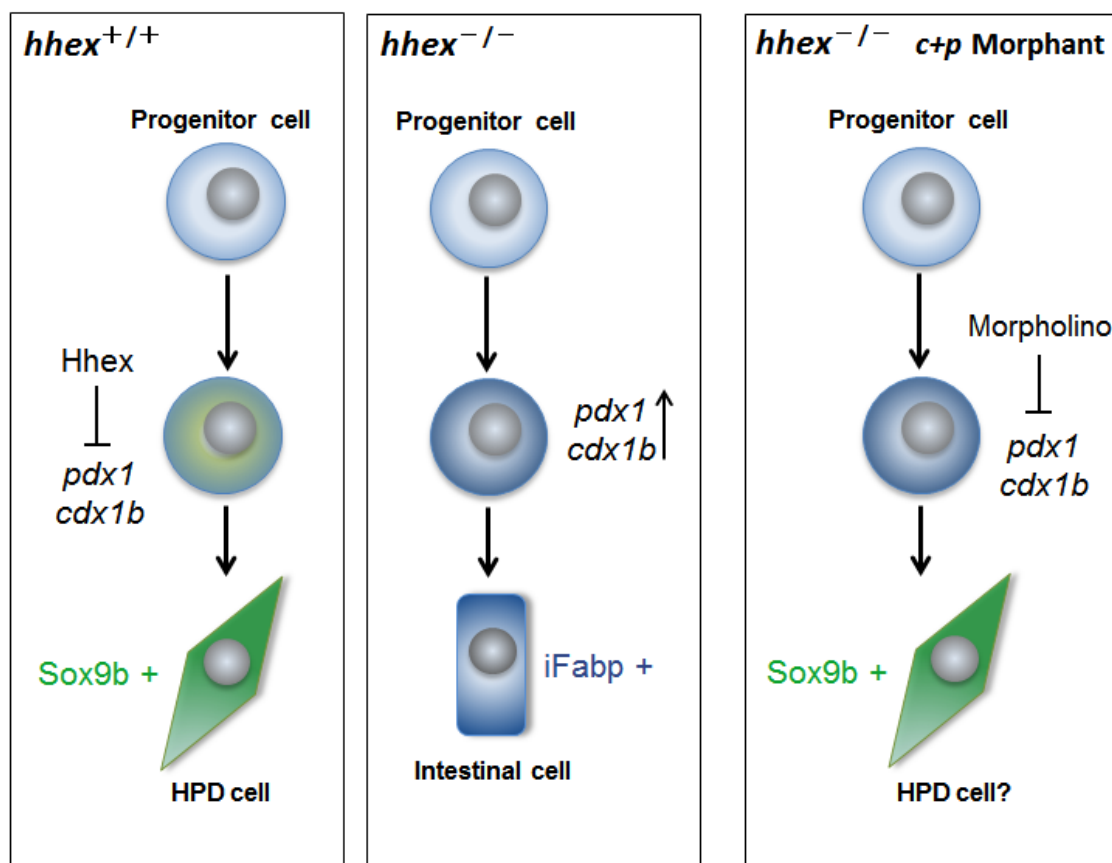 hhex+/+
Progenitor cell
Hhex
pdx1
cdx1b
Sox9b +
HPD cell
hhex−/−
Progenitor cell
pdx1
cdx1b
iFabp +
Intestinal cell
hhex−/− c+p Morphant
Progenitor cell
Morpholino
pdx1
cdx1b
Sox9b +
HPD cell?